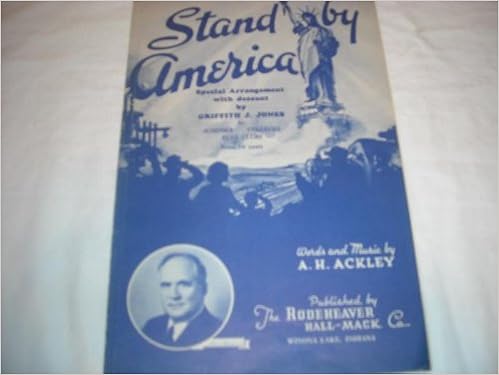 Stand by
America
Special Arrangement
with descant
by
GRIFFITH J. JONES
Words and Music by
A. H. ACKLEY
Published by
The RODEHEAVER
HALL-MACK Co.
WINONA LAKE, INDIANA